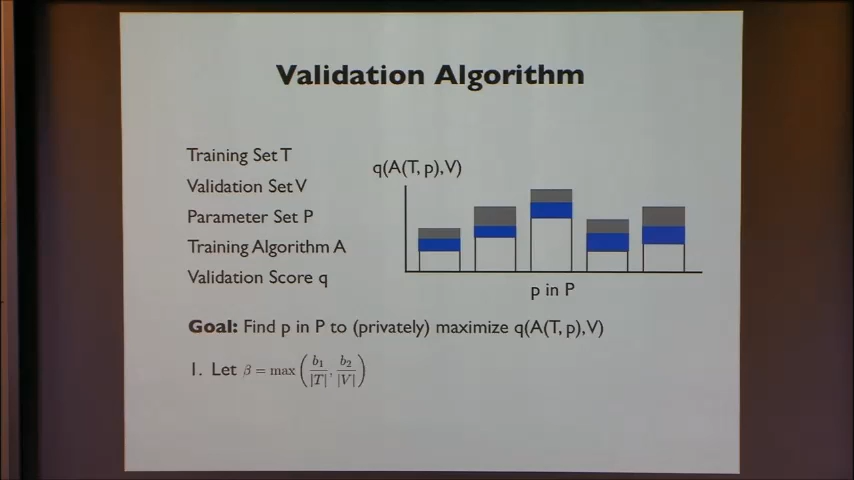 Validation Algorithm
Training Set T
Validation Set V
Parameter Set P
Training Algorithm A
Validation Score q
q(A(T, p),V)
p in P
Goal: Find p in P to (privately) maximize q(A(T, p),V)
1. Let β = max(b₁/|T|, b₂/|V|)